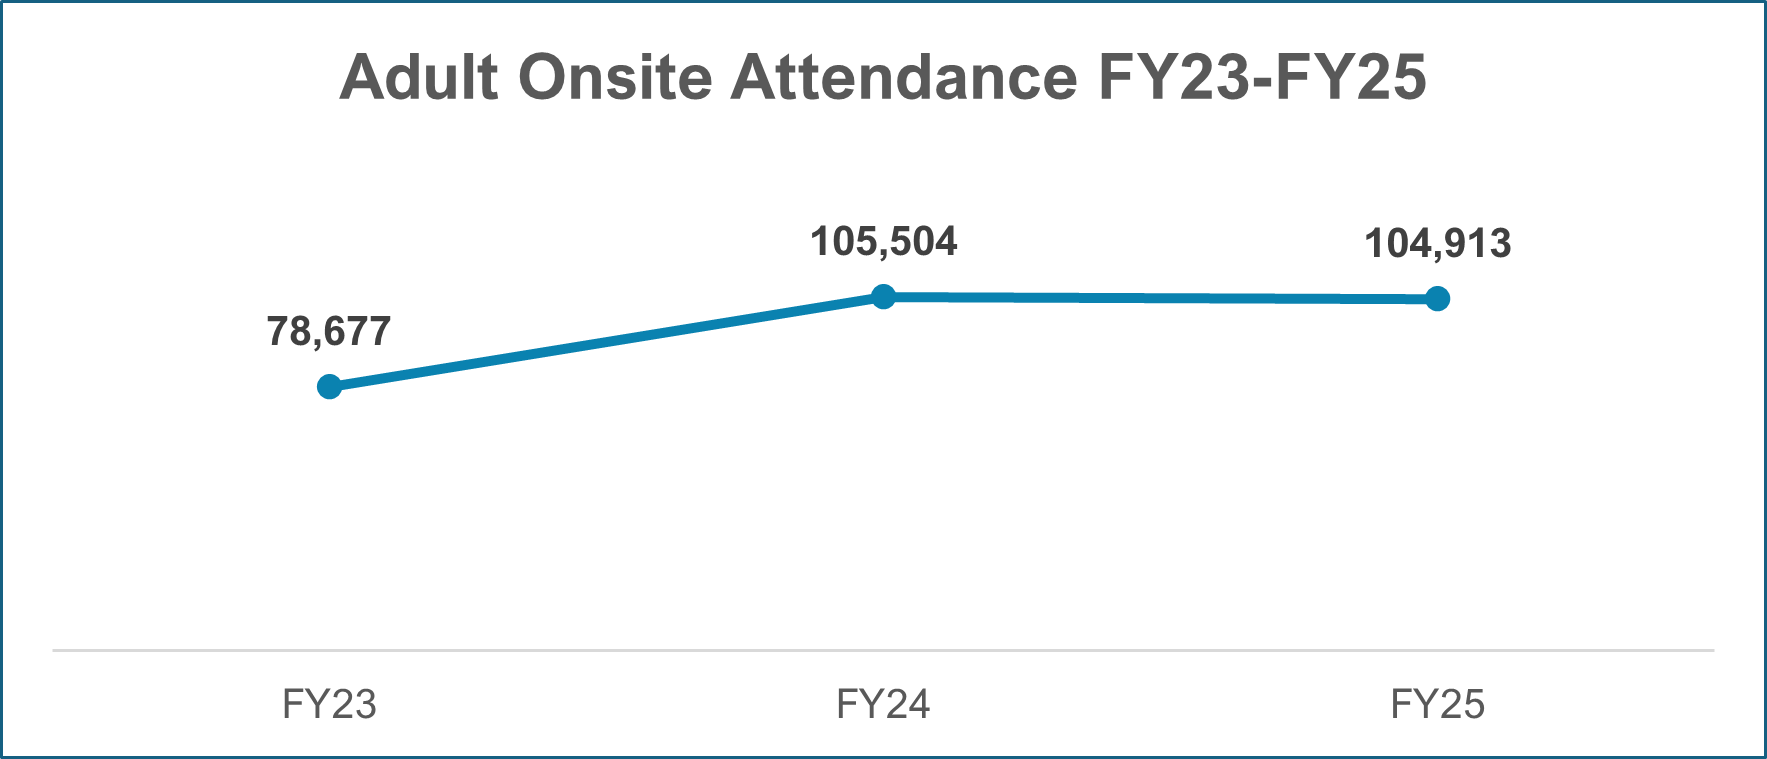 Adult Onsite Attendance FY23-FY25
78,677
105,504
104,913
FY23
FY24
FY25